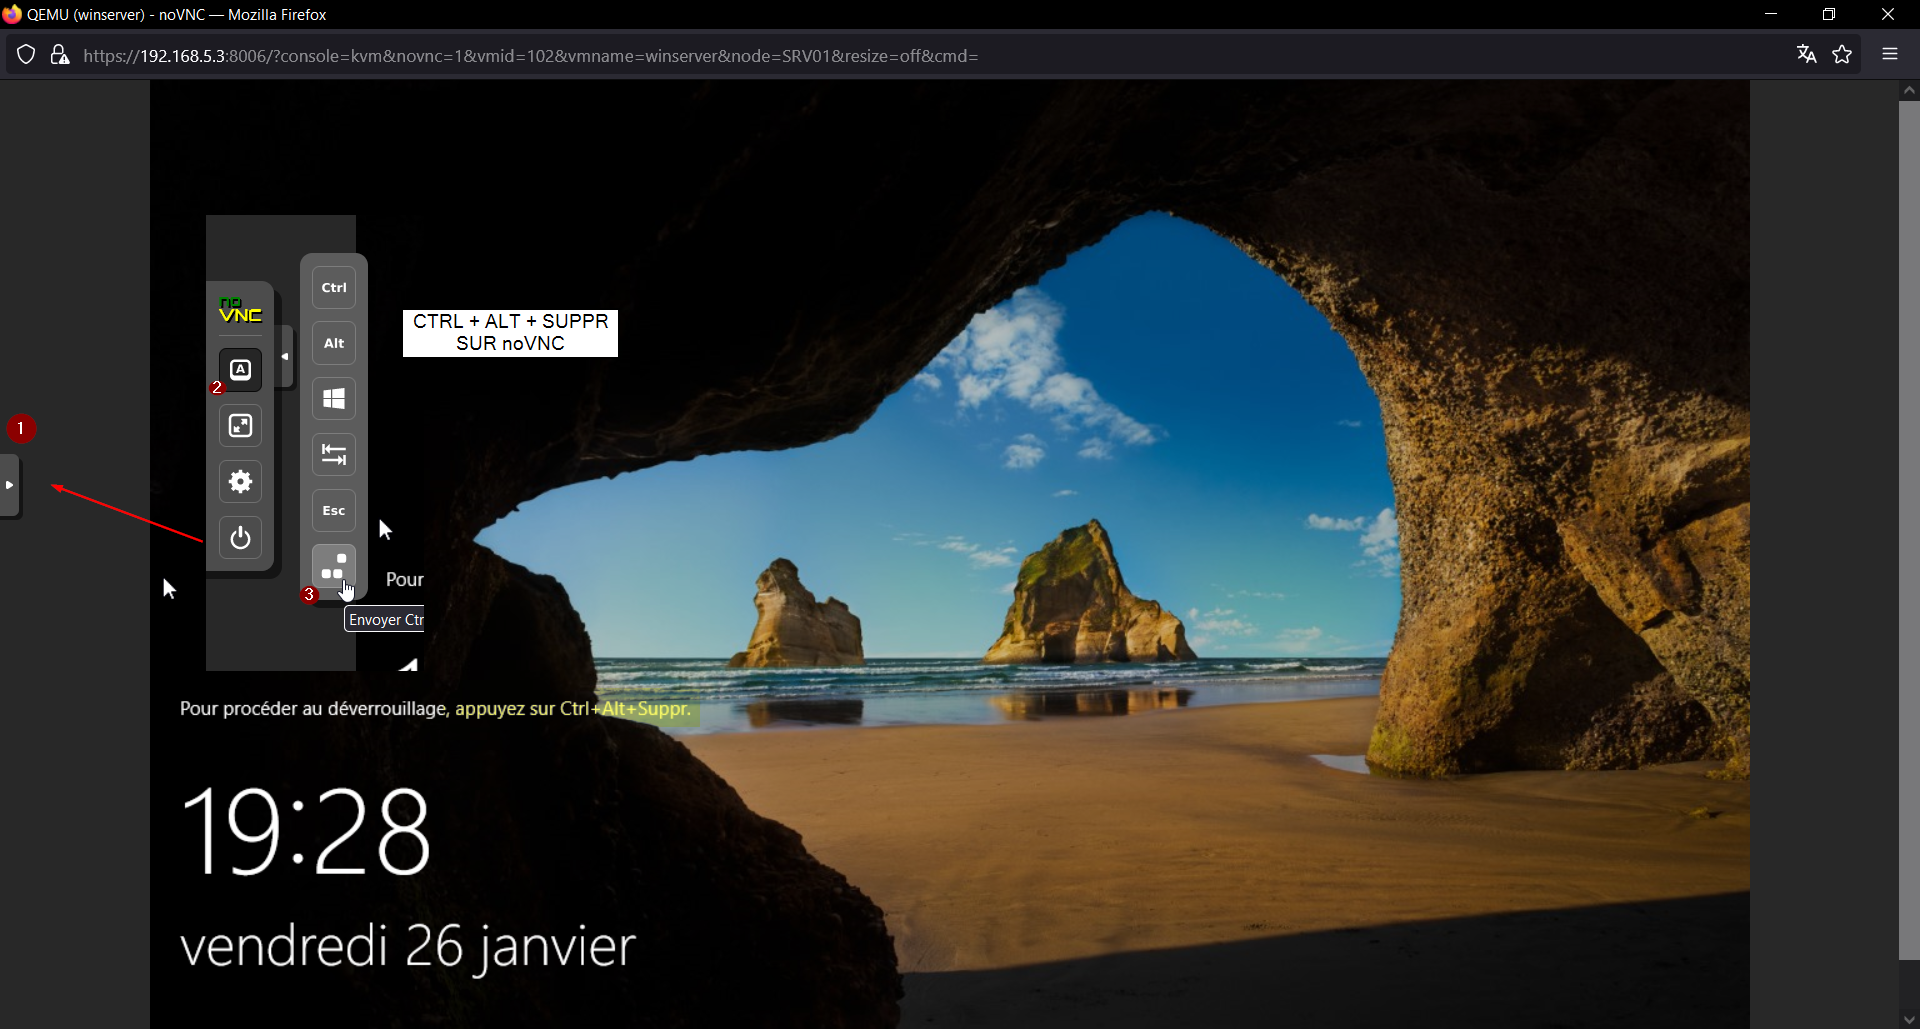 QEMU (winserver) - noVNC — Mozilla Firefox
https://192.168.5.3:8006/?console=kvm&novnc=1&vmid=102&vmname=winserver&node=SRV01&resize=off&cmd=
no
VNC
Ctrl
Alt
A
2
Esc
3
1
CTRL + ALT + SUPPR
SUR noVNC
Pour
Envoyer Ctr
Pour procéder au déverrouillage, appuyez sur Ctrl+Alt+Suppr.
19:28
vendredi 26 janvier